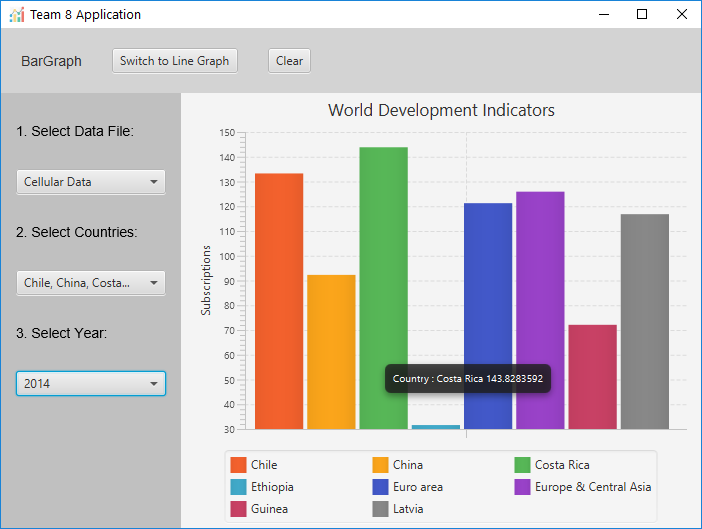 Team 8 Application
BarGraph
Switch to Line Graph
Clear
1. Select Data File:
Cellular Data
2. Select Countries:
Chile, China, Costa...
3. Select Year:
2014
World Development Indicators
Subscriptions
150
140
130
120
110
100
90
80
70
60
50
40
30
Country : Costa Rica 143.8283592
Chile
China
Costa Rica
Ethiopia
Euro area
Europe & Central Asia
Guinea
Latvia